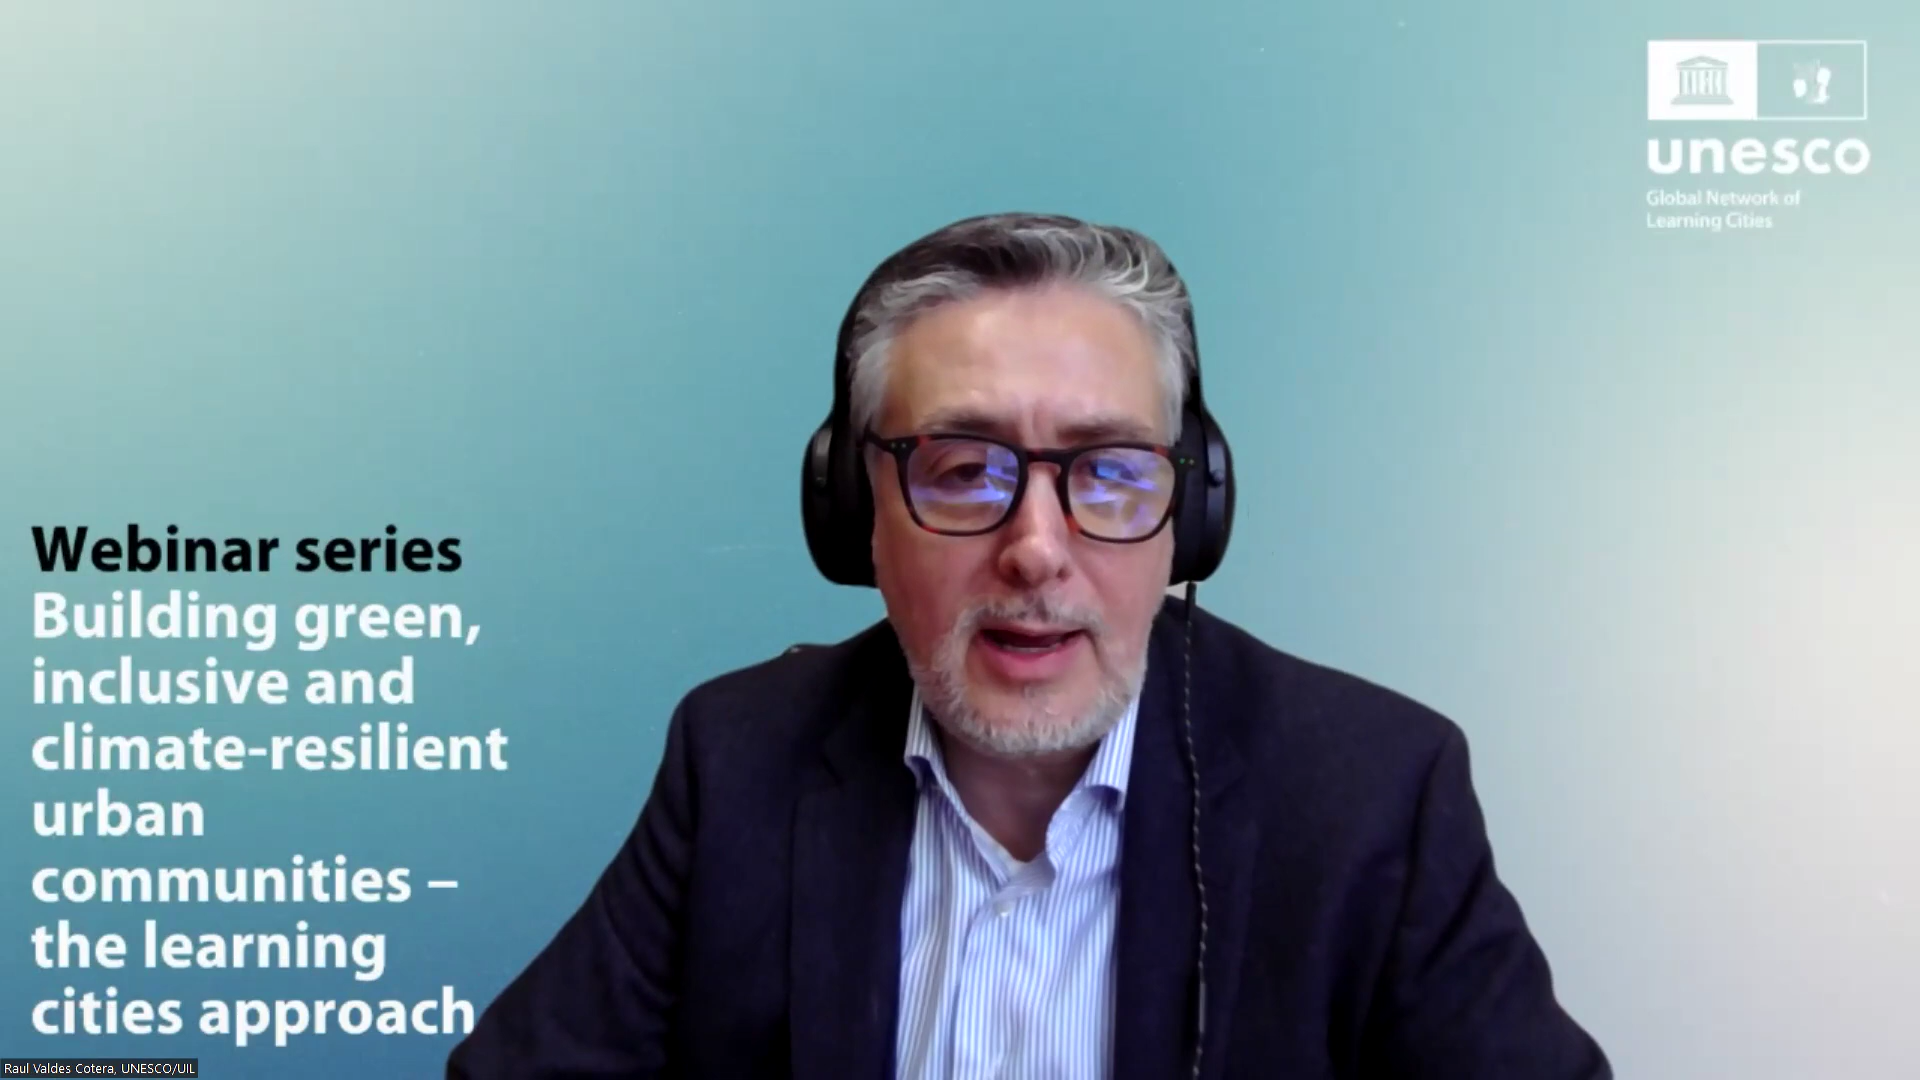 unesco
Global Network of
Learning Cities
Webinar series
Building green,
inclusive and
climate-resilient
urban
communities –
the learning
cities approach
Raul Valdes Cotera, UNESCO/UIL